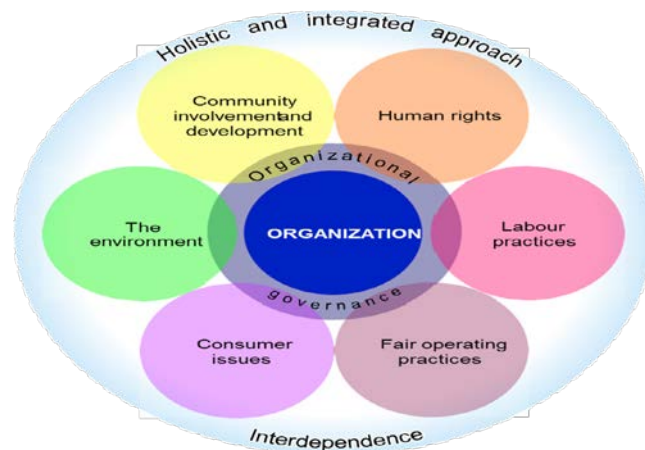 Holistic and integrated approach
Community
involvementand
development
Human rights
Organizational
The
environment
ORGANIZATION
Labour
practices
governance
Consumer
issues
Fair operating
practices
Interdependence